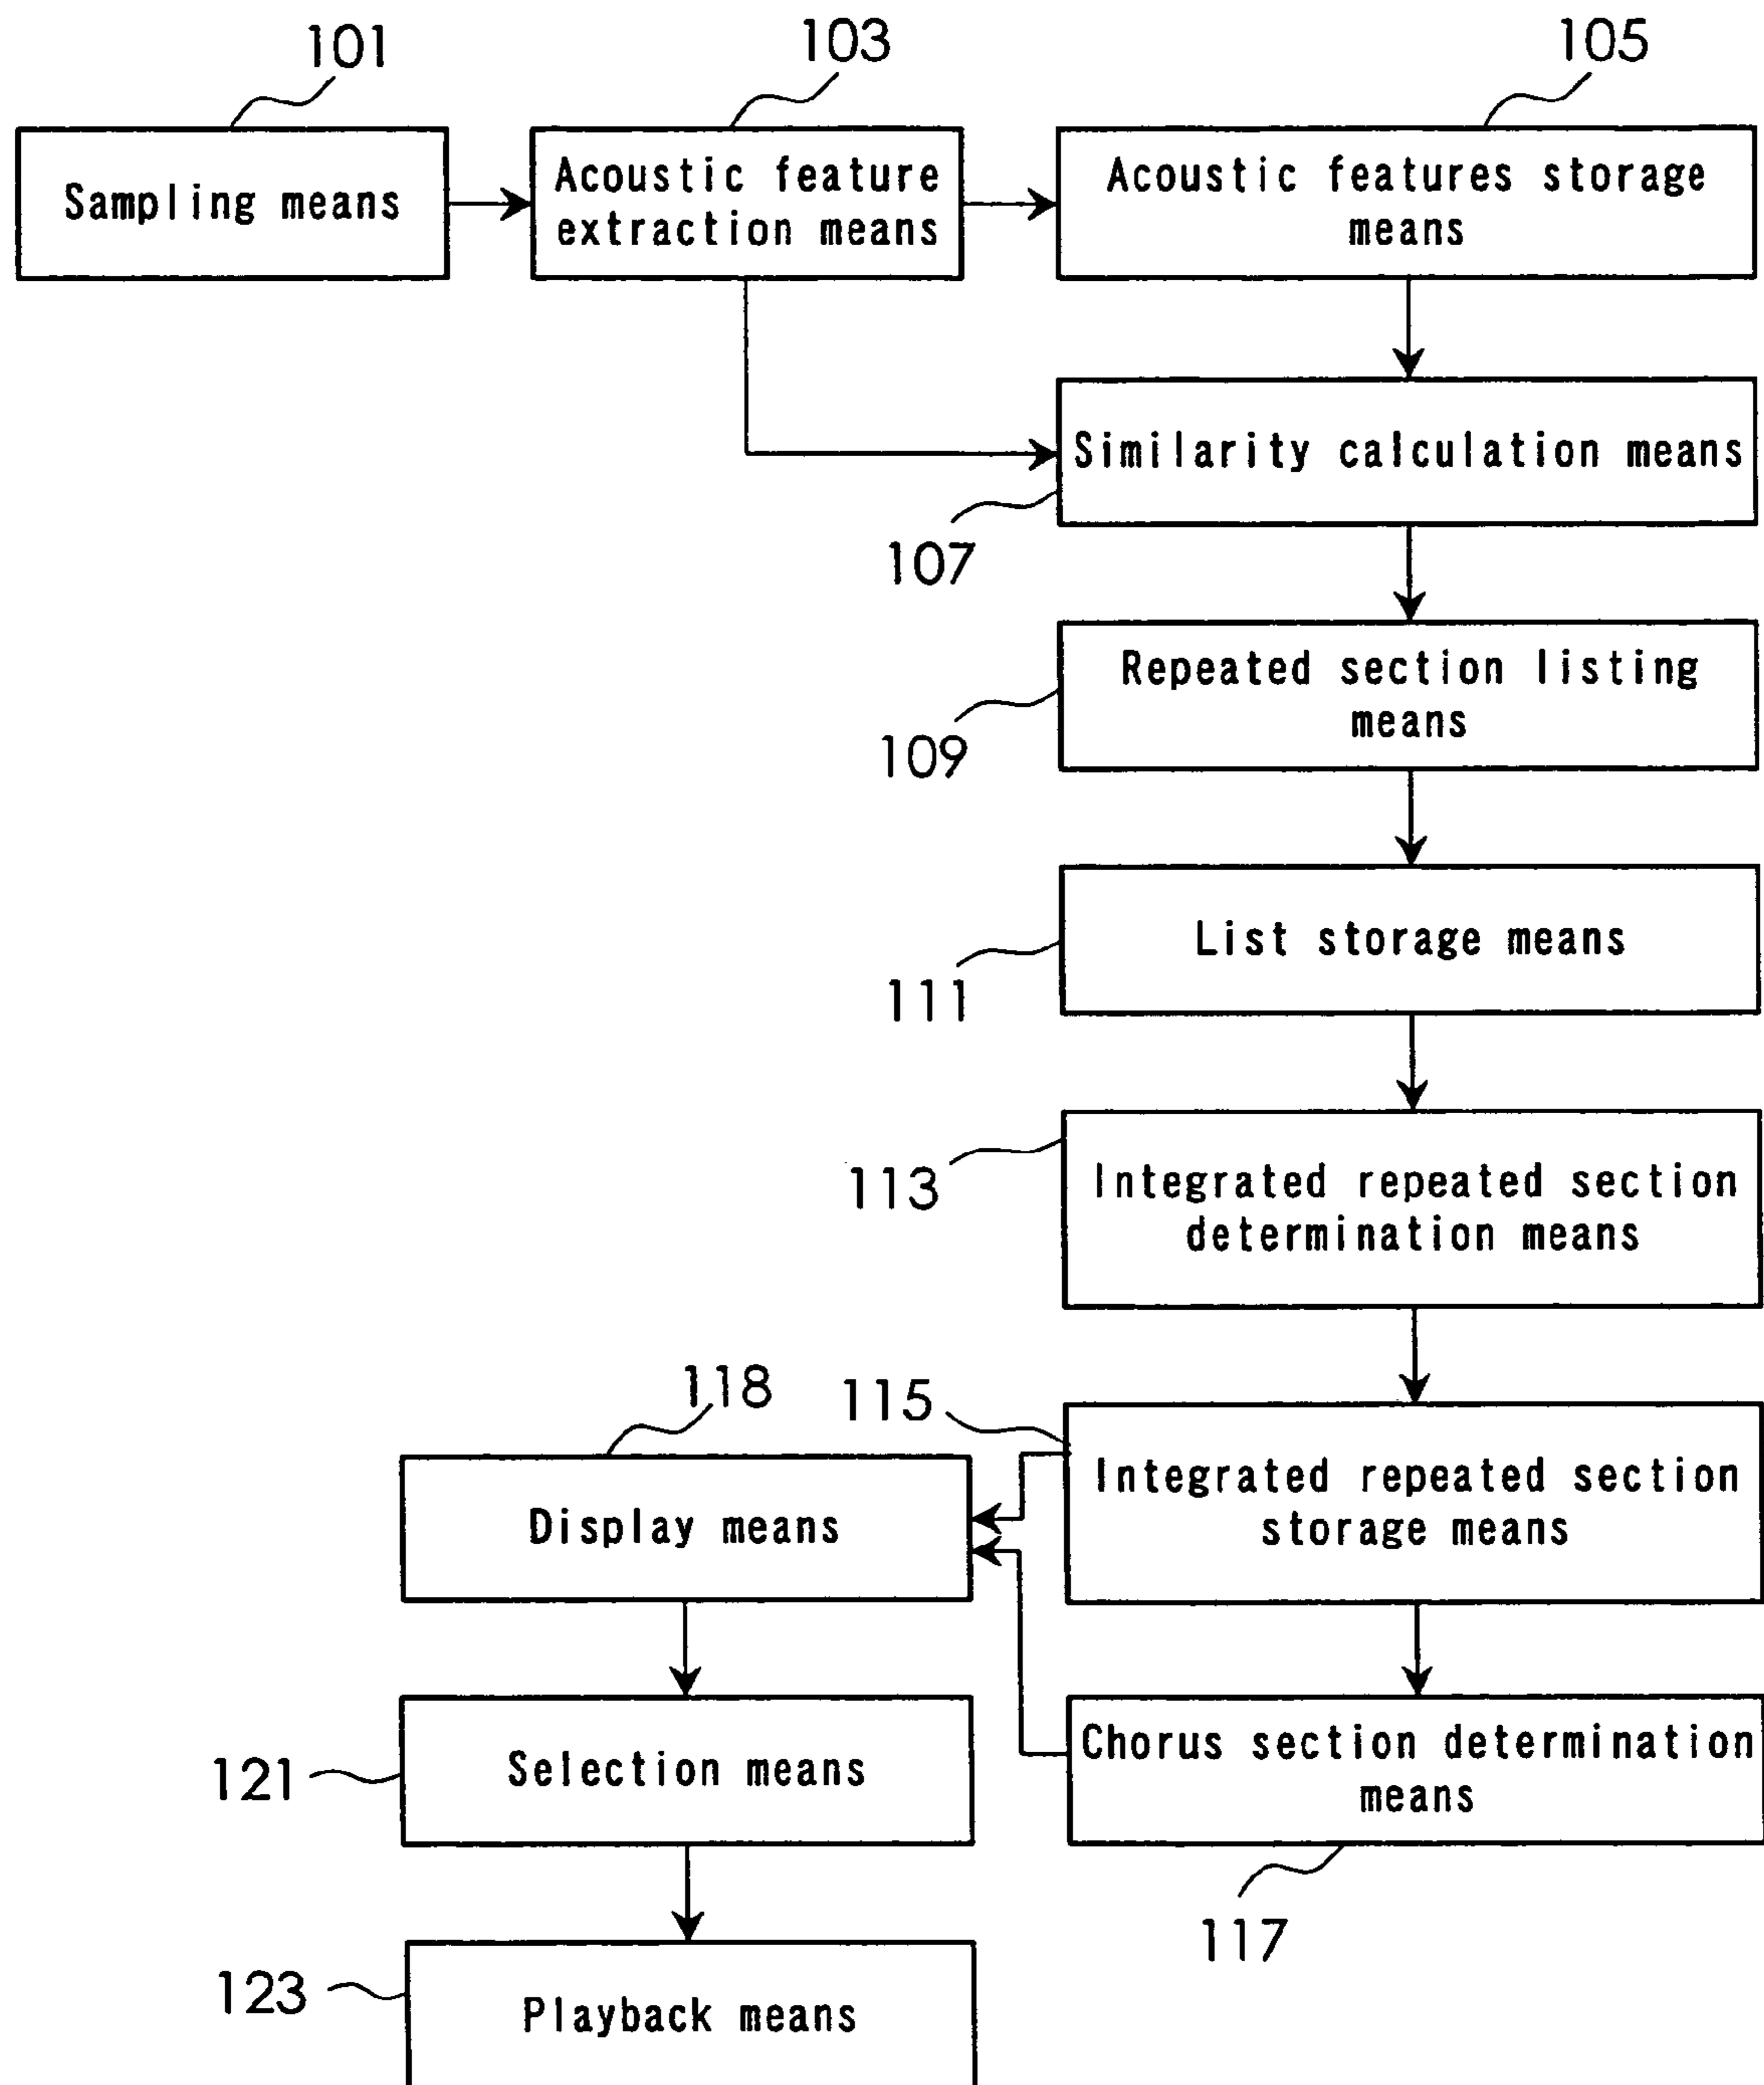 101
103
105
Sampling means
Acoustic feature
extraction means
Acoustic features storage
means
Similarity calculation means
107
Repeated section listing
means
109
List storage means
111
Integrated repeated section
determination means
113
118
115
Integrated repeated section
storage means
Display means
Chorus section determination
means
Selection means
121
117
123
Playback means